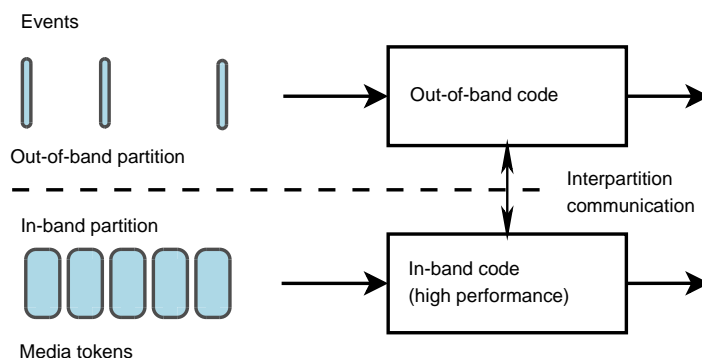 Events
Out-of-band code
Out-of-band partition
Interpartition
communication
In-band partition
In-band code
(high performance)
Media tokens